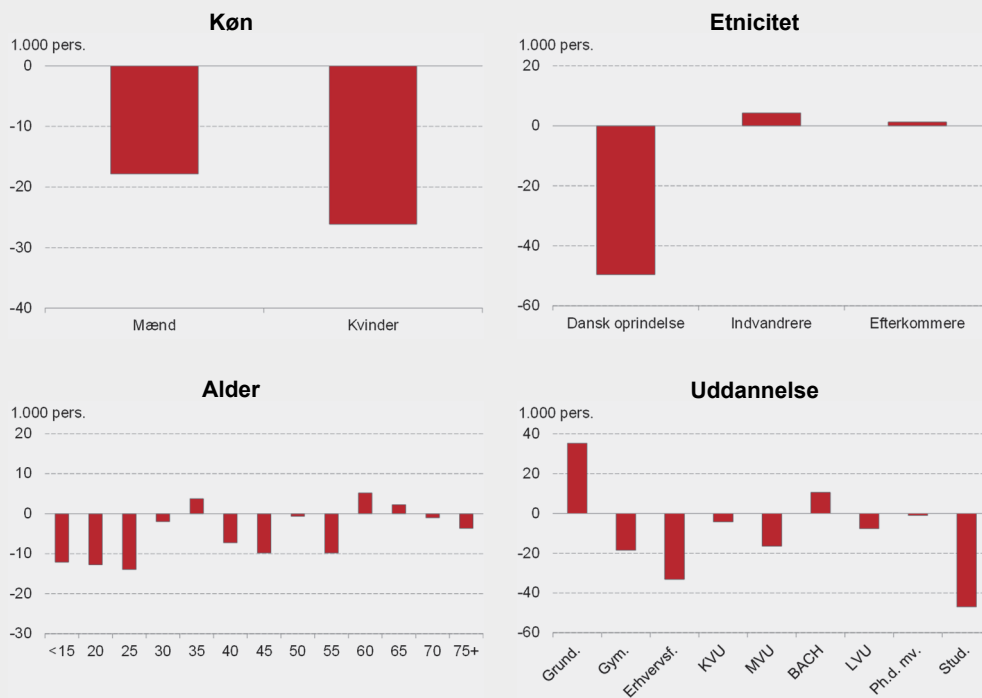 Køn
1.000 pers.
0
-10
-20
-30
-40
Mænd Kvinder
Etnicitet
1.000 pers.
20
0
-20
-40
-60
Dansk oprindelse Indvandrere Efterkommere
Alder
1.000 pers.
20
10
0
-10
-20
-30
<15 20 25 30 35 40 45 50 55 60 65 70 75+
Uddannelse
1.000 pers.
40
20
0
-20
-40
-60
Grund. Gym. Erhvervsf. KVU MVU BACH LVU Ph.d. mv. Stud.